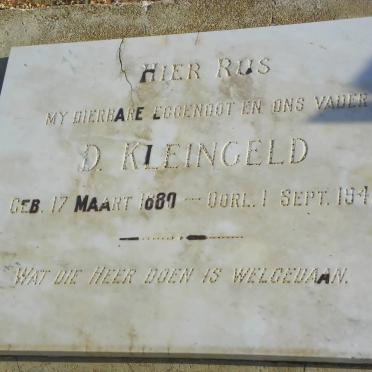 HIER RUS
MY DIERBARE EGGENOOT EN ONS VADER
D. KLEINGELD
GEB. 17 MAART 1880 — OORL. 1 SEPT. 194
WAT DIE HEER DOEN IS WELGEDAAN.